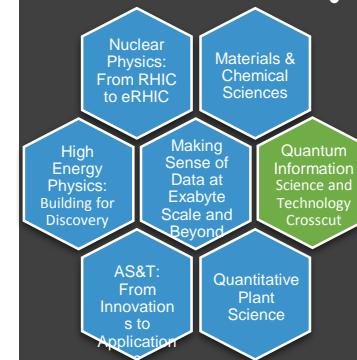 Nuclear
Physics:
From RHIC
to eRHIC
Materials &
Chemical
Sciences
High
Energy
Physics:
Building for
Discovery
Making
Sense of
Data at
Exabyte
Scale and
Beyond
Quantum
Information
Science and
Technology
Crosscut
AS&T:
From
Innovation
s to
Application
Quantitative
Plant
Science